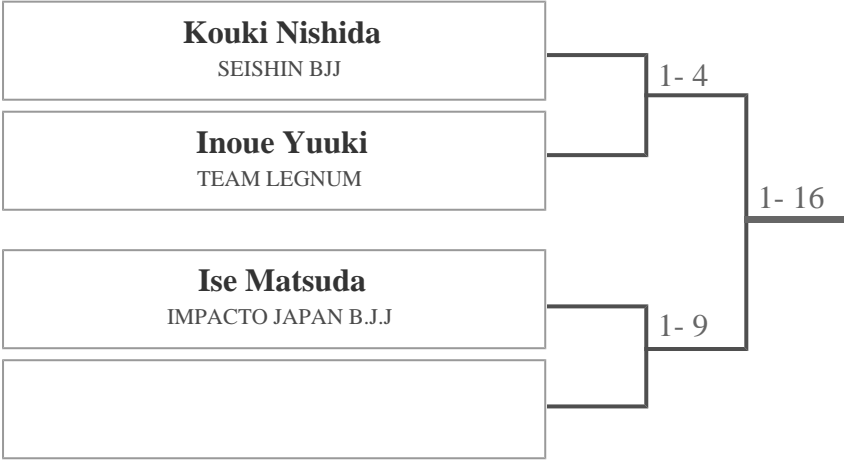 Kouki Nishida
SEISHIN BJJ
1- 4
Inoue Yuuki
TEAM LEGNUM
1- 16
Ise Matsuda
IMPACTO JAPAN B.J.J
1- 9